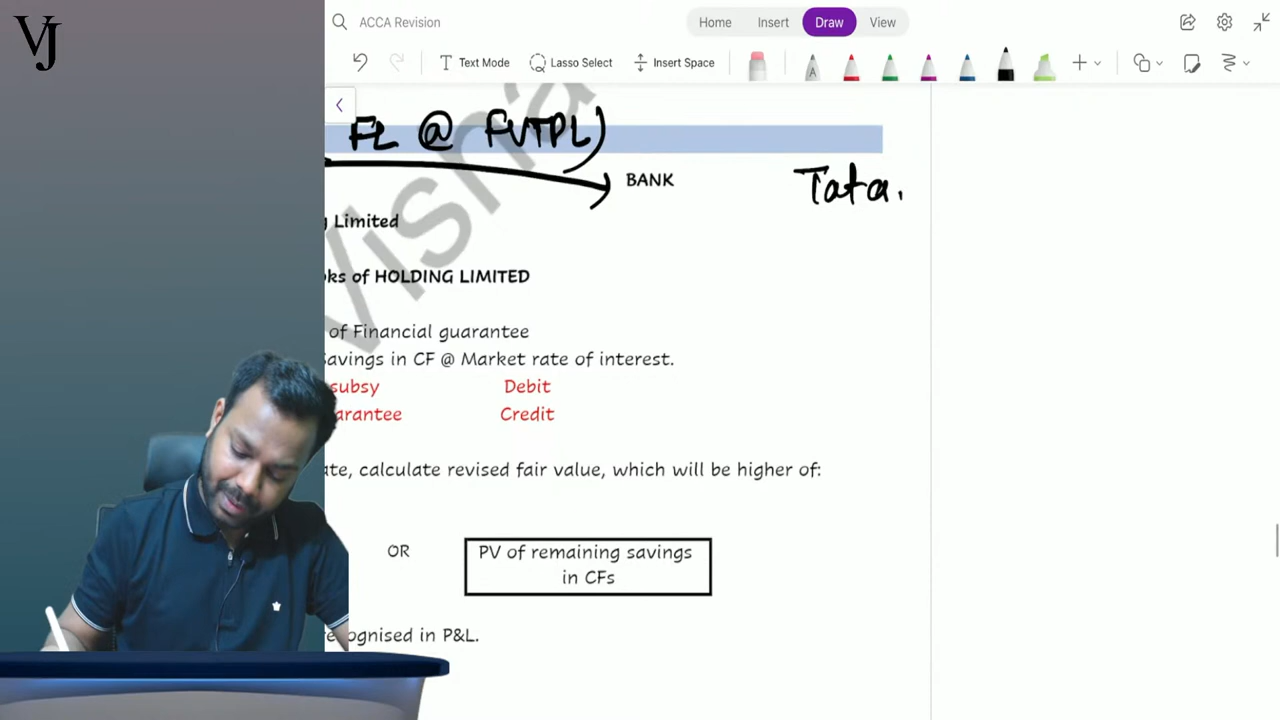 VJ
ACCA Revision
Home Insert Draw View
Text Mode Lasso Select Insert Space
FL @ FVTPL)
BANK
Tata.
g Limited
ks of HOLDING LIMITED
of Financial guarantee
Savings in CF @ Market rate of interest.
subsy Debit
arantee Credit
ate, calculate revised fair value, which will be higher of:
OR
PV of remaining savings
in CFs
recognised in P&L.